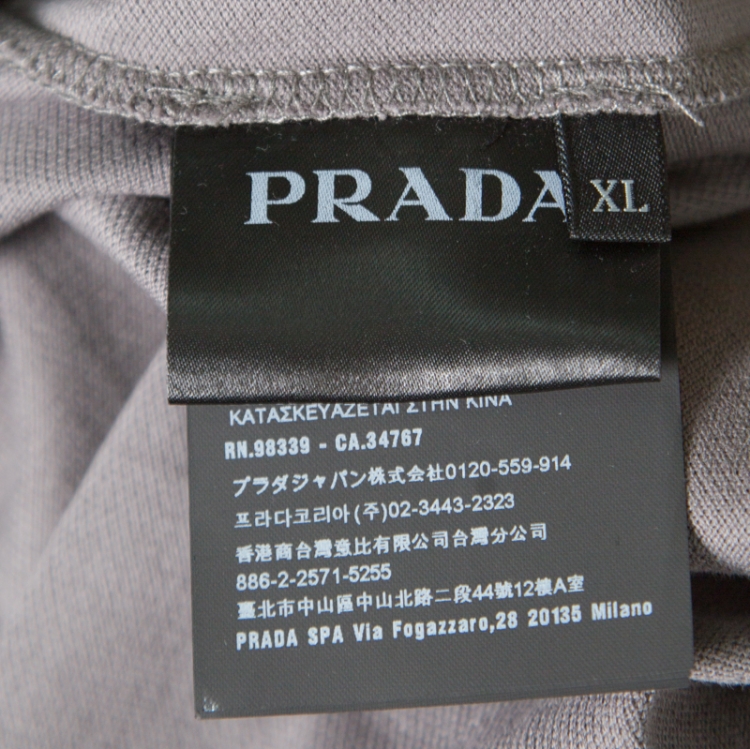 PRADA
XL
ΚΑΤΑΣΚΕΥΑΖΕΤΑΙ ΣΤΗΝ ΚΙΝΑ
RN.98339 - CA.34767
プラダジャパン株式会社0120-559-914
프라다코리아(주)02-3443-2323
香港商台灣意比有限公司台灣分公司
886-2-2571-5255
臺北市中山區中山北路二段44號12樓A室
PRADA SPA Via Fogazzaro,28 20135 Milano